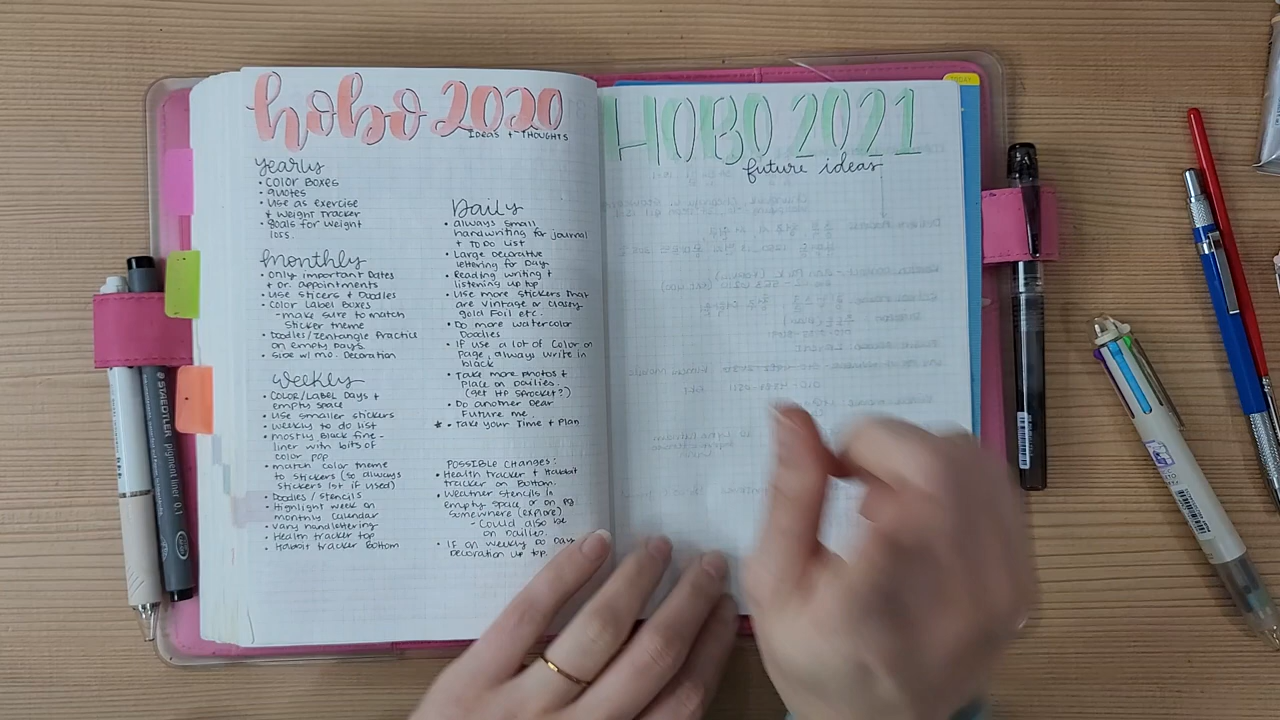 hobo 2020
IDEAS + THOUGHTS
yearly
• COLOR BOXES
• QUOTES
• USE AS EXERCISE
+ WEIGHT TRACKER
• GOALS FOR WEIGHT
LOSS.
monthly
• ONLY IMPORTANT DATES
+ or APPOINTMENTS
• USE STICERS + DOODLES
• COLOR LABEL BOXES
- MAKE SURE TO MATCH
STICKER THEME
• DOODLES/ZENTANGLE PRACTICE
ON EMPTY DAYS
• SIDE W/ MO. DECORATION
Weekly
• COLOR/LABEL DAYS +
EMPTY SPACE
• USE SMALLER STICKERS
• WEEKLY TO DO LIST
• MOSTLY BLACK FINE-
LINER WITH BITS OF
COLOR POP
• MATCH COLOR THEME
TO STICKERS (SO ALWAYS
STICKERS 1st IF USED)
• DOODLES / STENCILS
• HIGHLIGHT WEEK ON
MONTHLY CALENDAR
• VARY HANDLETTERING
• HEALTH TRACKER TOP
• HABBIT TRACKER BOTTOM
Daily
• ALWAYS SMALL
HANDWRITING FOR JOURNAL
+ TO DO LIST
• LARGE DECORATIVE
LETTERING FOR DAYS
• READING WRITING +
LISTENING UP TOP
• USE MORE STICKERS THAT
ARE VINTAGE OR CLASSY
GOLD FOIL ETC.
• DO MORE WATERCOLOR
DOODLES
• IF USE A LOT OF COLOR ON
PAGE, ALWAYS WRITE IN
BLACK
• TAKE MORE PHOTOS +
PLACE ON DAILIES.
(GET HP SPROCKET?)
• DO ANOTHER DEAR
FUTURE ME
* • TAKE YOUR TIME + PLAN
POSSIBLE CHANGES:
• HEALTH TRACKER + HABBIT
TRACKER AT BOTTOM.
• WEATHER STENCILS IN
EMPTY SPACE OR ON PG
SOMEWHERE (EXPLORE)
- COULD ALSO BE
ON DAILIES
• IF ON WEEKLY DO DAY
DECORATION UP TOP
HOBO 2021
future ideas
STAEDTLER pigment liner 0.1